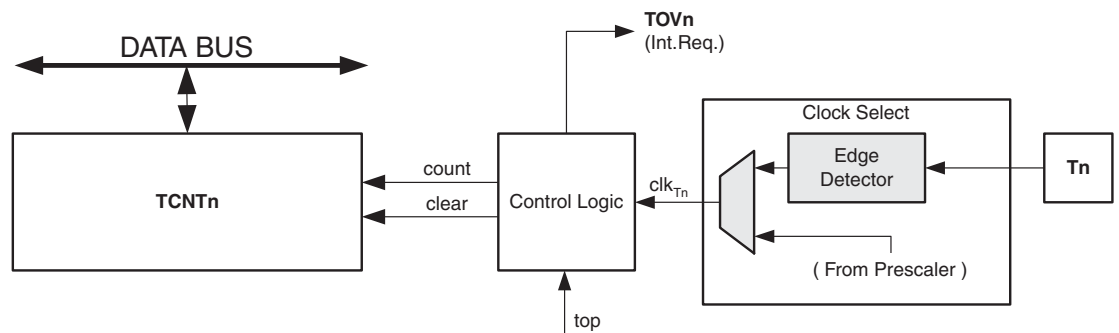 TOVn
(Int.Req.)
DATA BUS
Clock Select
Edge
Detector
Tn
TCNTn
count
clear
Control Logic
clkTn
( From Prescaler )
top